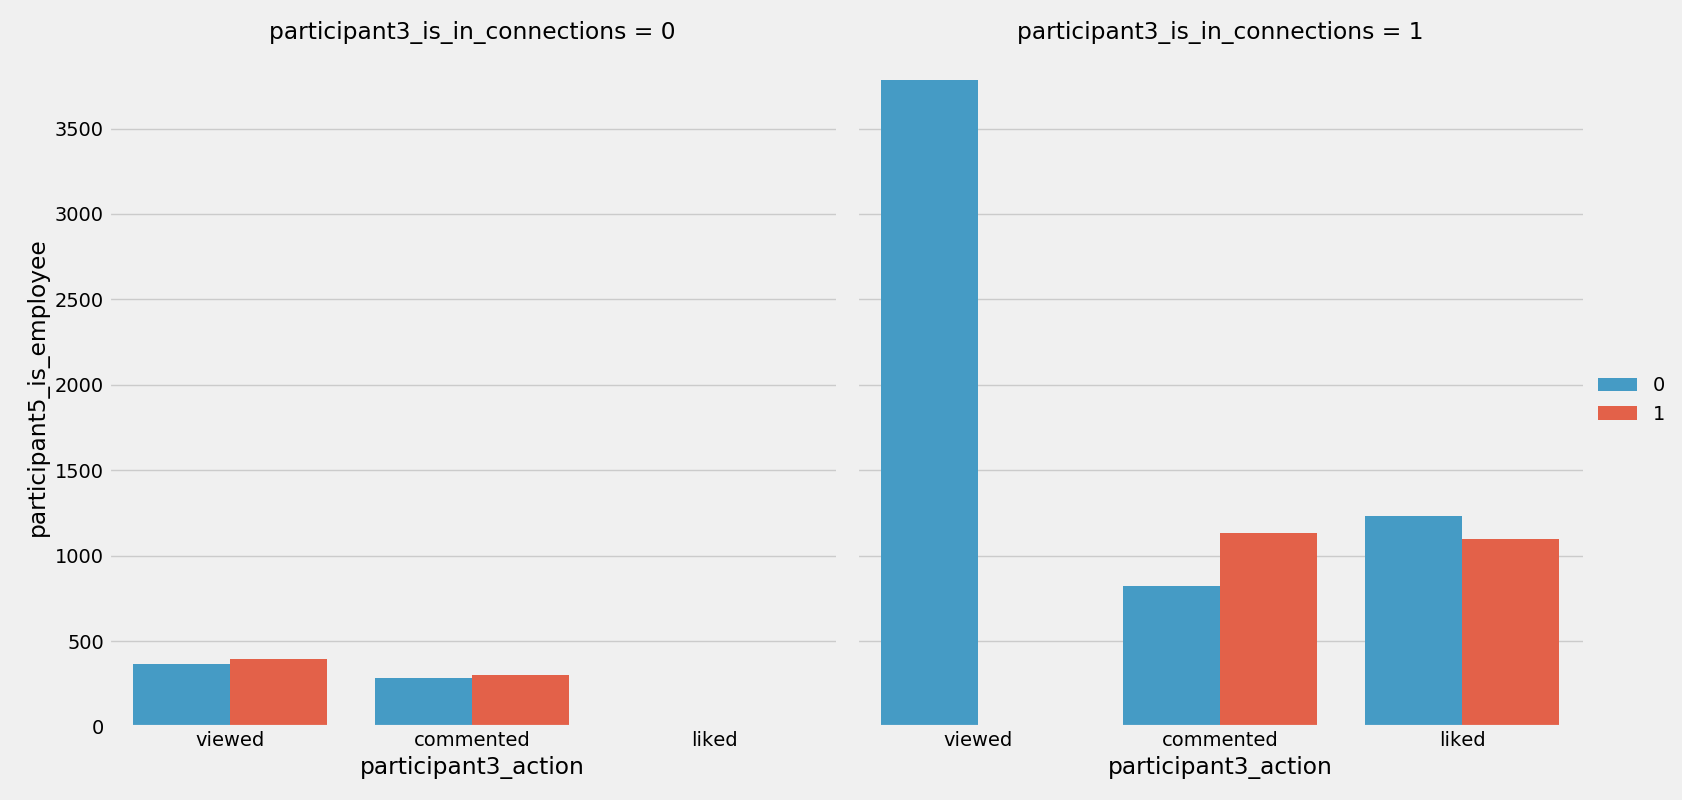 participant3_is_in_connections = 0
participant3_is_in_connections = 1
participant5_is_employee
3500
3000
2500
2000
1500
1000
500
0
viewed
commented
liked
participant3_action
viewed
commented
liked
participant3_action
0
1